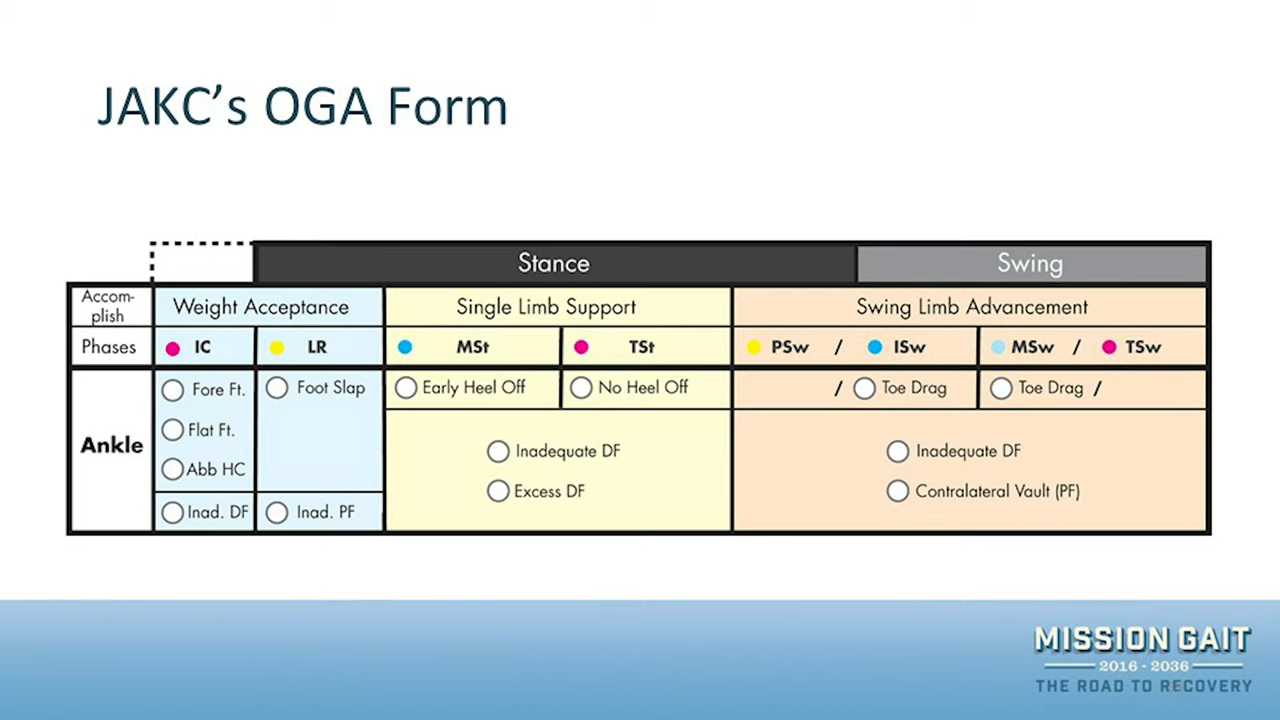 JAKC's OGA Form
Stance
Swing
Accom-
plish
Weight Acceptance
Single Limb Support
Swing Limb Advancement
Phases
IC
LR
MSt
TSt
PSw / ISw
MSw / TSw
Ankle
Fore Ft.
Flat Ft.
Abb HC
Inad. DF
Foot Slap
Inad. PF
Early Heel Off
No Heel Off
Inadequate DF
Excess DF
/ Toe Drag
Toe Drag /
Inadequate DF
Contralateral Vault (PF)
MISSION GAIT
2016 - 2036
THE ROAD TO RECOVERY